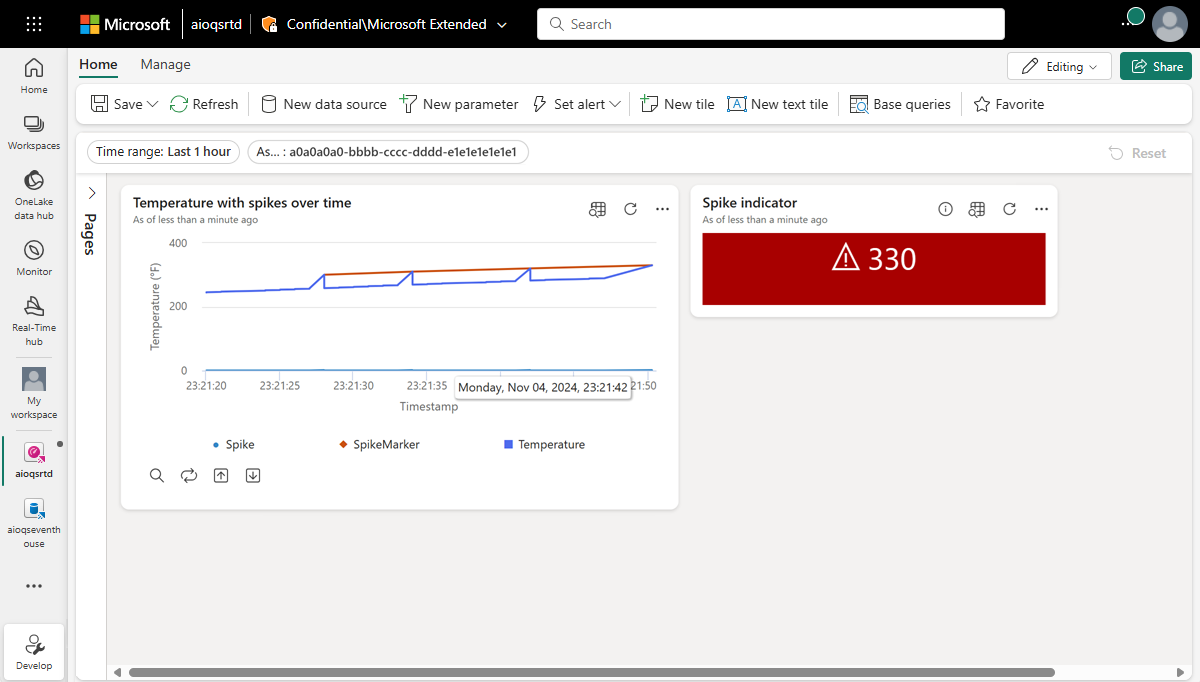 Microsoft aioqsrtd Confidential\Microsoft Extended Search
Home Manage Editing Share
Save Refresh New data source New parameter Set alert New tile New text tile Base queries Favorite
Time range: Last 1 hour As... : a0a0a0a0-bbbb-cccc-dddd-e1e1e1e1e1e1 Reset
Home
Workspaces
OneLake
data hub
Monitor
Real-Time
hub
My
workspace
aioqsrtd
aioqseventh
ouse
Develop
Pages
Temperature with spikes over time
As of less than a minute ago
Temperature (°F)
400
200
0
23:21:20 23:21:25 23:21:30 23:21:35 Monday, Nov 04, 2024, 23:21:42 21:50
Timestamp
Spike SpikeMarker Temperature
Spike indicator
As of less than a minute ago
330